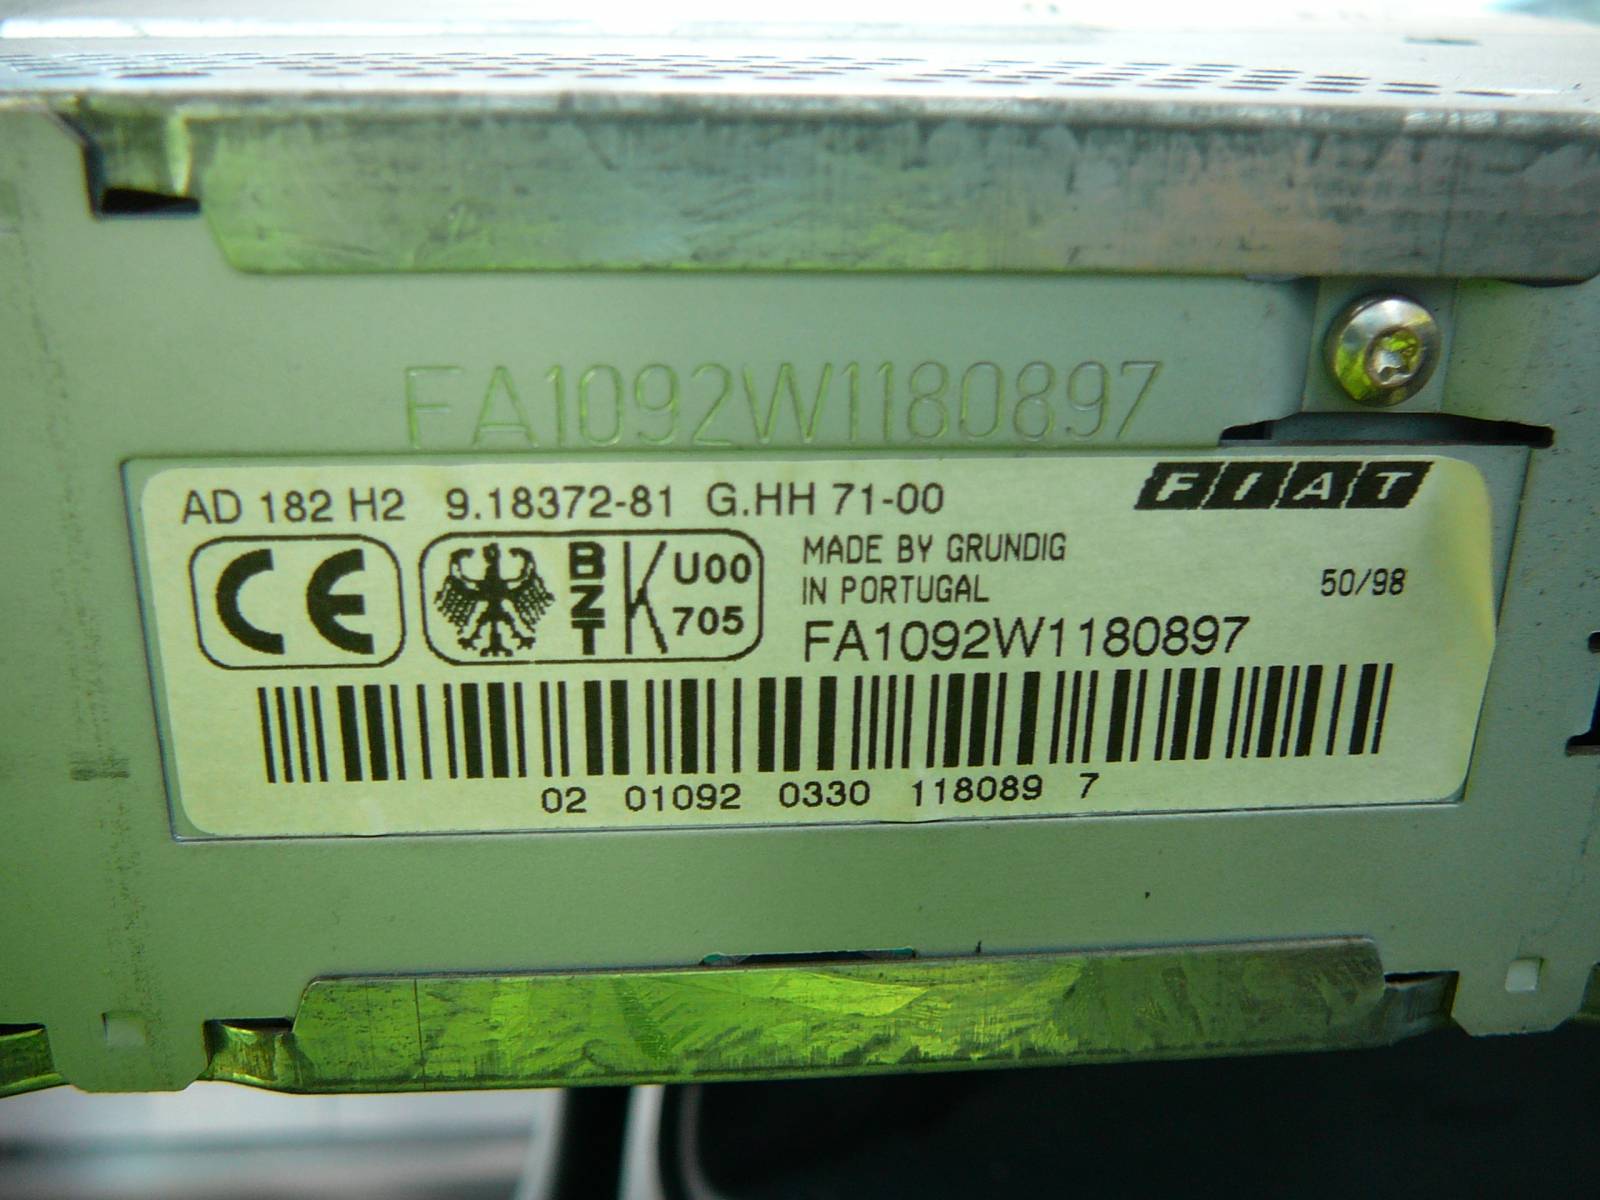 FA1092W1180897
AD 182 H2 9.18372-81 G.HH 71-00
FIAT
CE
BZT
U00
705
MADE BY GRUNDIG
IN PORTUGAL
50/98
FA1092W1180897
02 01092 0330 118089 7